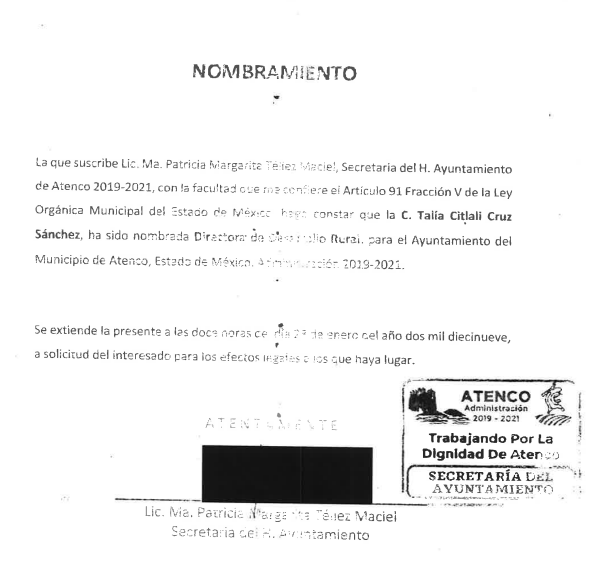 NOMBRAMIENTO
La que suscribe Lic. Ma. Patricia Margarita Téllez Maciel, Secretaria del H. Ayuntamiento
de Atenco 2019-2021, con la facultad que me confiere el Artículo 91 Fracción V de la Ley
Orgánica Municipal del Estado de México, hago constar que la C. Talía Citlali Cruz
Sánchez, ha sido nombrada Directora de Desarrollo Rural, para el Ayuntamiento del
Municipio de Atenco, Estado de México, Administración 2019-2021.
Se extiende la presente a las doce horas del día de enero del año dos mil diecinueve,
a solicitud del interesado para los efectos legales a los que haya lugar.
ATENTAMENTE
ATENCO
Administración
2019 - 2021
Trabajando Por La
Dignidad De Atenco
SECRETARÍA DEL
AYUNTAMIENTO
Lic. Ma. Patricia Margarita Téllez Maciel
Secretaria del H. Ayuntamiento